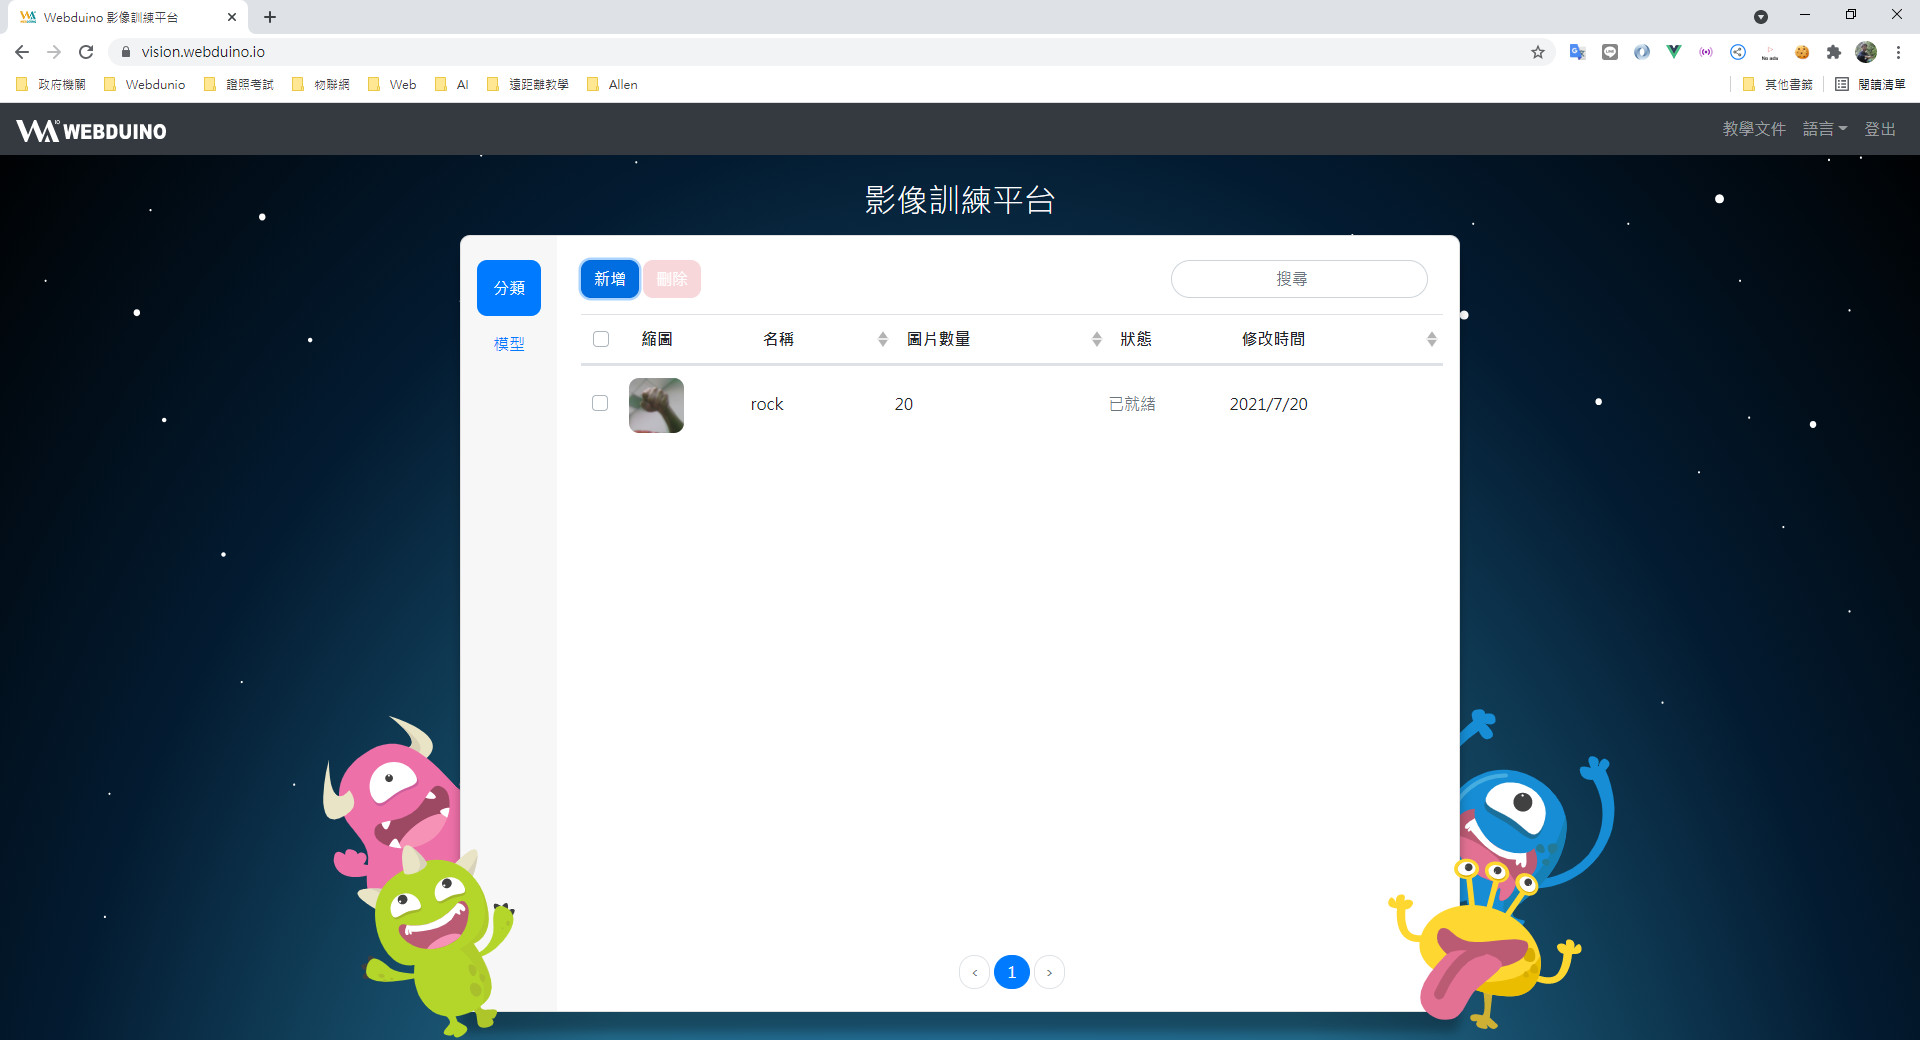 Webduino 影像訓練平台
vision.webduino.io
No ads
政府機關 Webdunio 證照考試 物聯網 Web AI 遠距離教學 Allen 其他書籤 閱讀清單
WEBDUINO 教學文件 語言 登出
影像訓練平台
分類 新增 刪除 搜尋
模型
縮圖 名稱 圖片數量 狀態 修改時間
rock 20 已就緒 2021/7/20
‹ 1 ›